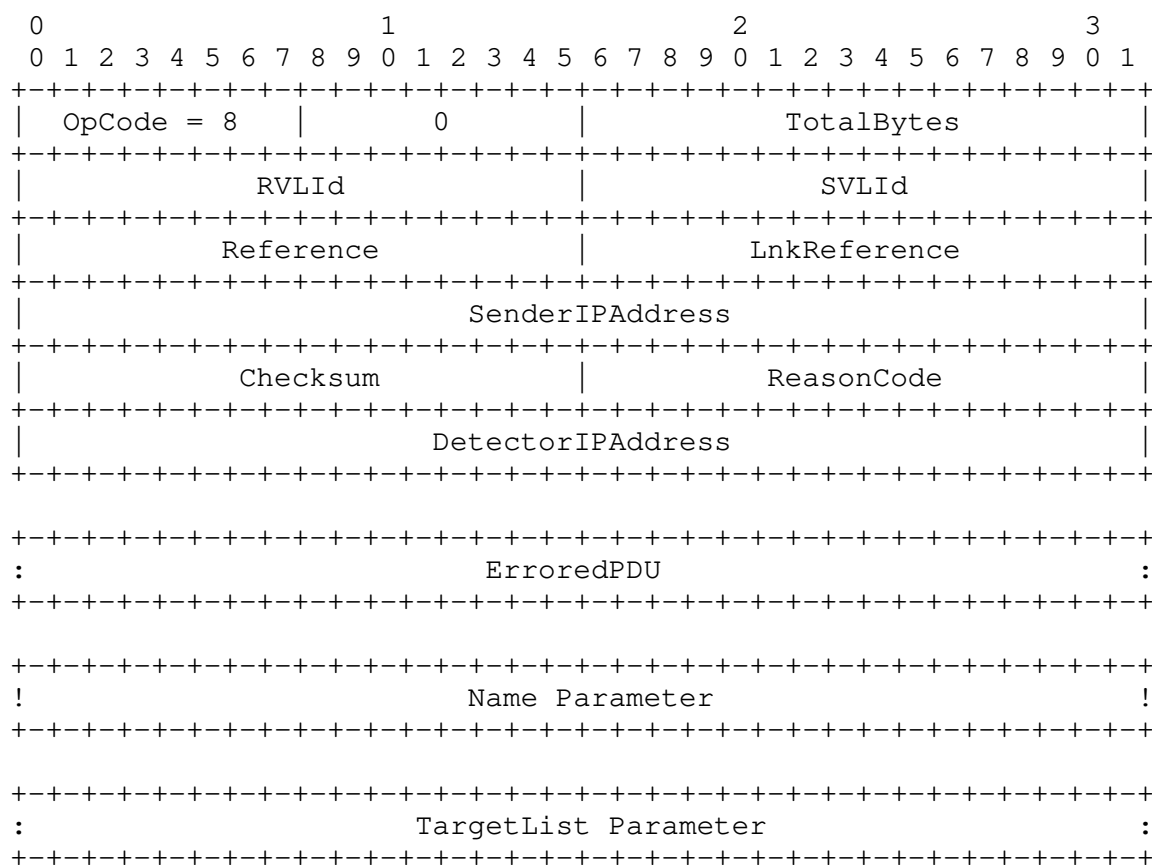 0                   1                   2                   3
 0 1 2 3 4 5 6 7 8 9 0 1 2 3 4 5 6 7 8 9 0 1 2 3 4 5 6 7 8 9 0 1
+-+-+-+-+-+-+-+-+-+-+-+-+-+-+-+-+-+-+-+-+-+-+-+-+-+-+-+-+-+-+-+-+
|  OpCode = 8   |       0       |           TotalBytes          |
+-+-+-+-+-+-+-+-+-+-+-+-+-+-+-+-+-+-+-+-+-+-+-+-+-+-+-+-+-+-+-+-+
|             RVLId             |             SVLId             |
+-+-+-+-+-+-+-+-+-+-+-+-+-+-+-+-+-+-+-+-+-+-+-+-+-+-+-+-+-+-+-+-+
|           Reference           |         LnkReference          |
+-+-+-+-+-+-+-+-+-+-+-+-+-+-+-+-+-+-+-+-+-+-+-+-+-+-+-+-+-+-+-+-+
|                         SenderIPAddress                       |
+-+-+-+-+-+-+-+-+-+-+-+-+-+-+-+-+-+-+-+-+-+-+-+-+-+-+-+-+-+-+-+-+
|            Checksum           |          ReasonCode           |
+-+-+-+-+-+-+-+-+-+-+-+-+-+-+-+-+-+-+-+-+-+-+-+-+-+-+-+-+-+-+-+-+
|                       DetectorIPAddress                       |
+-+-+-+-+-+-+-+-+-+-+-+-+-+-+-+-+-+-+-+-+-+-+-+-+-+-+-+-+-+-+-+-+
+-+-+-+-+-+-+-+-+-+-+-+-+-+-+-+-+-+-+-+-+-+-+-+-+-+-+-+-+-+-+-+-+
:                          ErroredPDU                           :
+-+-+-+-+-+-+-+-+-+-+-+-+-+-+-+-+-+-+-+-+-+-+-+-+-+-+-+-+-+-+-+-+
+-+-+-+-+-+-+-+-+-+-+-+-+-+-+-+-+-+-+-+-+-+-+-+-+-+-+-+-+-+-+-+-+
!                         Name Parameter                        !
+-+-+-+-+-+-+-+-+-+-+-+-+-+-+-+-+-+-+-+-+-+-+-+-+-+-+-+-+-+-+-+-+
+-+-+-+-+-+-+-+-+-+-+-+-+-+-+-+-+-+-+-+-+-+-+-+-+-+-+-+-+-+-+-+-+
:                      TargetList Parameter                     :
+-+-+-+-+-+-+-+-+-+-+-+-+-+-+-+-+-+-+-+-+-+-+-+-+-+-+-+-+-+-+-+-+